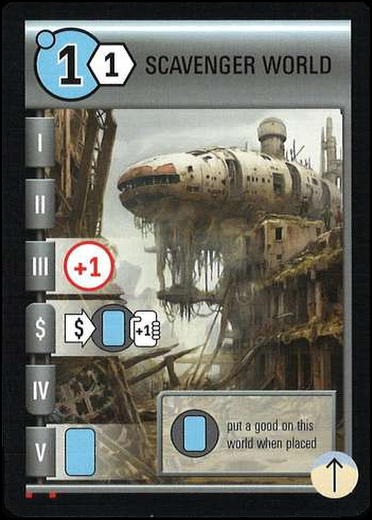 1 1 SCAVENGER WORLD
I
II
III +1
$ $ +1
IV
put a good on this
world when placed
V